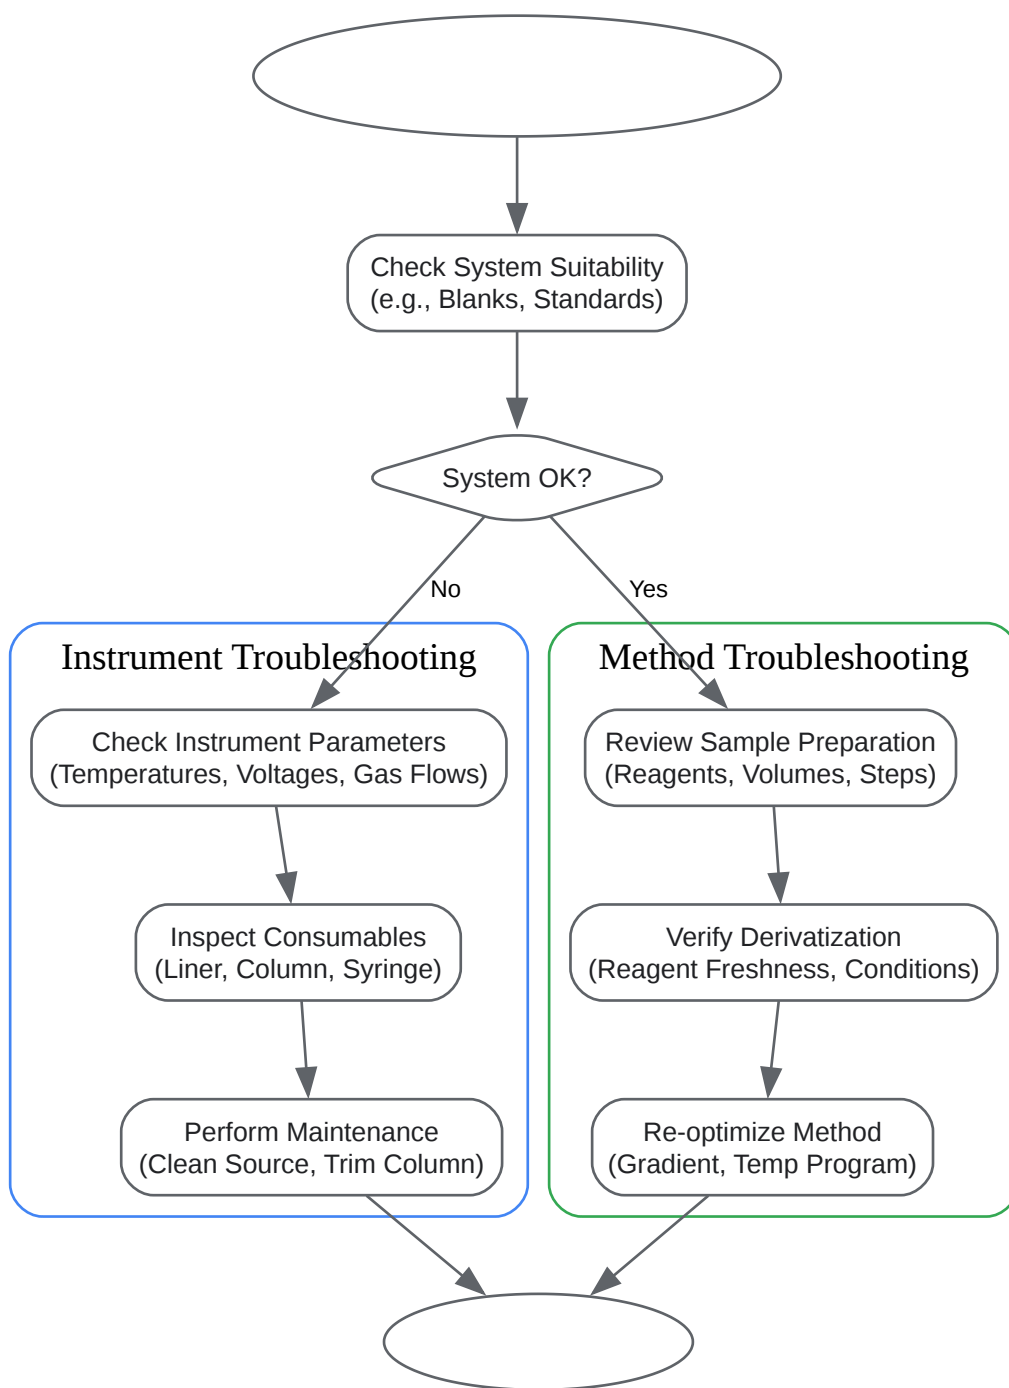 Check System Suitability
(e.g., Blanks, Standards)
System OK?
No
Yes
Instrument Troubleshooting
Check Instrument Parameters
(Temperatures, Voltages, Gas Flows)
Inspect Consumables
(Liner, Column, Syringe)
Perform Maintenance
(Clean Source, Trim Column)
Method Troubleshooting
Review Sample Preparation
(Reagents, Volumes, Steps)
Verify Derivatization
(Reagent Freshness, Conditions)
Re-optimize Method
(Gradient, Temp Program)